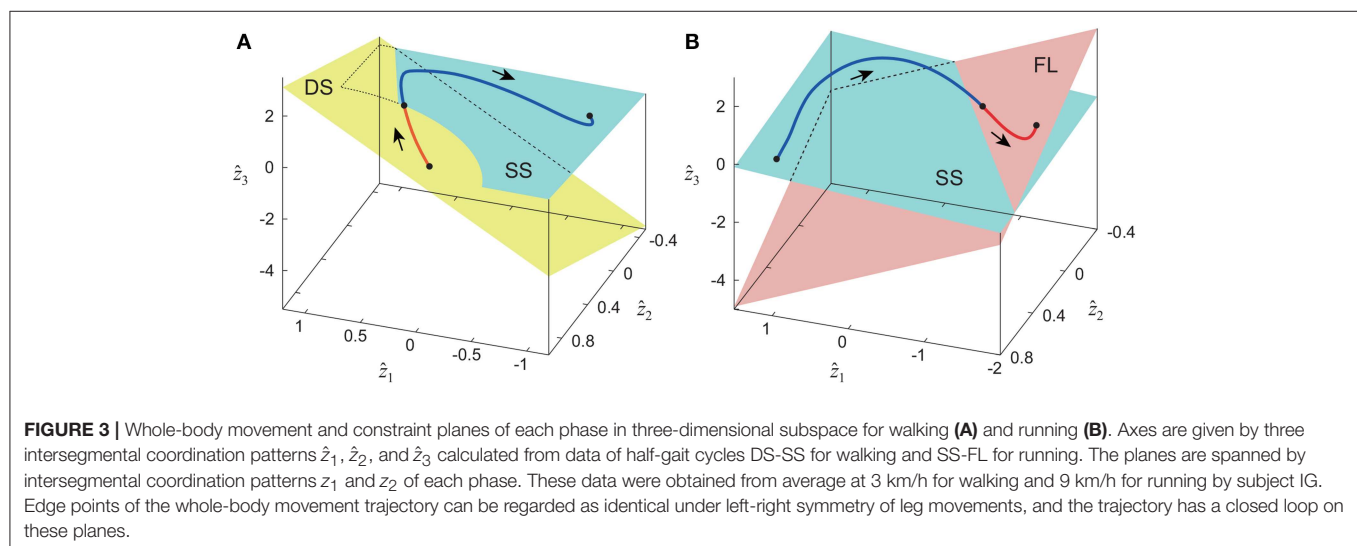 A
DS
SS
2
0
-2
-4
ẑ3
1
0.5
0
-0.5
-1
ẑ1
-0.4
0
0.4
0.8
ẑ2
B
FL
SS
2
0
-2
-4
ẑ3
1
0
-1
-2
ẑ1
-0.4
0
0.4
0.8
ẑ2
FIGURE 3 | Whole-body movement and constraint planes of each phase in three-dimensional subspace for walking (A) and running (B). Axes are given by three
intersegmental coordination patterns ẑ1, ẑ2, and ẑ3 calculated from data of half-gait cycles DS-SS for walking and SS-FL for running. The planes are spanned by
intersegmental coordination patterns z1 and z2 of each phase. These data were obtained from average at 3 km/h for walking and 9 km/h for running by subject IG.
Edge points of the whole-body movement trajectory can be regarded as identical under left-right symmetry of leg movements, and the trajectory has a closed loop on
these planes.